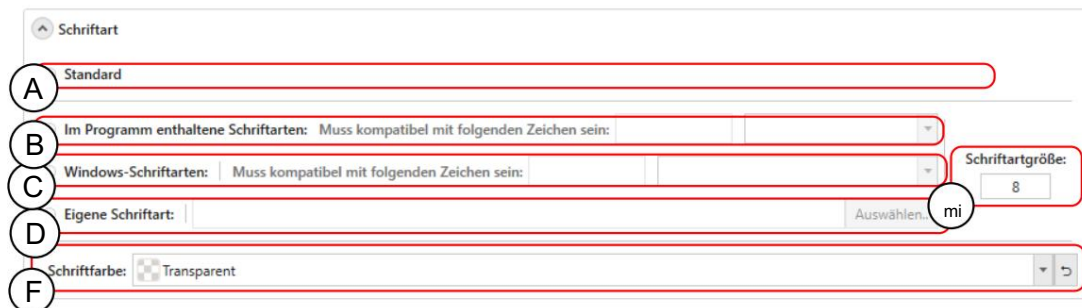 Schriftart
Standard
A
Im Programm enthaltene Schriftarten: Muss kompatibel mit folgenden Zeichen sein:
B
Windows-Schriftarten: Muss kompatibel mit folgenden Zeichen sein:
Schriftartgröße:
8
C
Eigene Schriftart: Auswählen..
mi
D
Schriftfarbe: Transparent
F